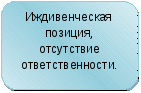 Иждивенческая
позиция,
отсутствие
ответственности.